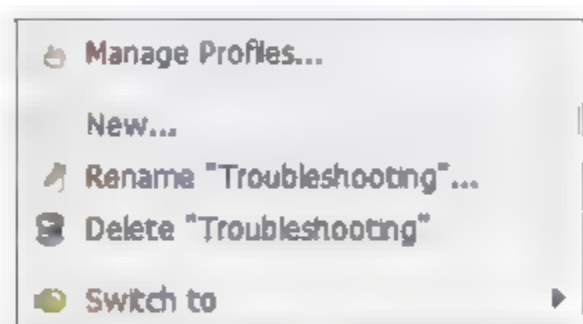 Manage Profiles...
New...
Rename "Troubleshooting"...
Delete "Troubleshooting"
Switch to